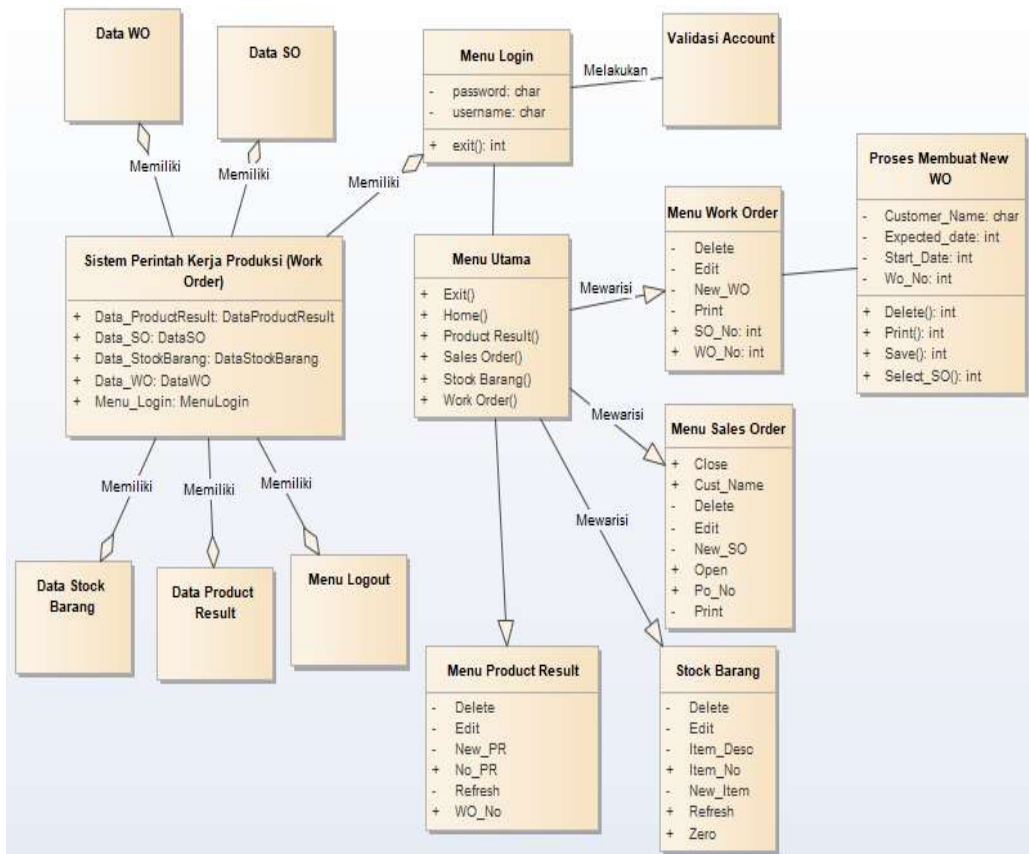 Data WO
Data SO
Menu Login
- password: char
- username: char
+ exit(): int
Validasi Account
Melakukan
Memiliki
Memiliki
Memiliki
Sistem Perintah Kerja Produksi (Work
Order)
+ Data_ProductResult: DataProductResult
+ Data_SO: DataSO
+ Data_StockBarang: DataStockBarang
+ Data_WO: DataWO
+ Menu_Login: MenuLogin
Menu Utama
+ Exit()
+ Home()
+ Product Result()
+ Sales Order()
+ Stock Barang()
+ Work Order()
Mewarisi
Menu Work Order
- Delete
- Edit
- New_WO
- Print
+ SO_No: int
+ WO_No: int
Proses Membuat New
WO
- Customer_Name: char
- Expected_date: int
- Start_Date: int
- Wo_No: int
+ Delete(): int
+ Print(): int
+ Save(): int
+ Select_SO(): int
Mewarisi
Menu Sales Order
+ Close
+ Cust_Name
- Delete
- Edit
- New_SO
+ Open
+ Po_No
- Print
Memiliki
Memiliki
Memiliki
Mewarisi
Data Stock
Barang
Data Product
Result
Menu Logout
Menu Product Result
- Delete
- Edit
- New_PR
+ No_PR
- Refresh
+ WO_No
Stock Barang
- Delete
- Edit
- Item_Desc
+ Item_No
- New_Item
+ Refresh
+ Zero